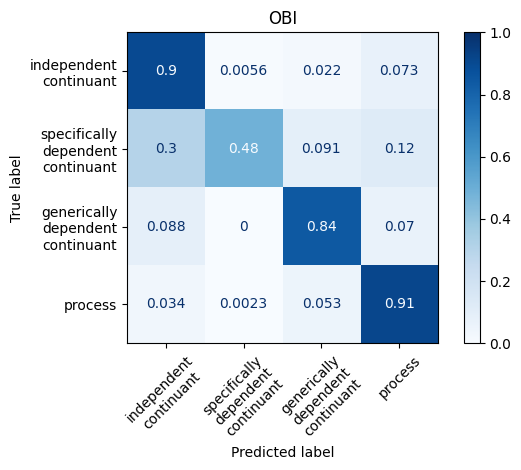 OBI
True label
independent
continuant
0.9
0.0056
0.022
0.073
specifically
dependent
continuant
0.3
0.48
0.091
0.12
generically
dependent
continuant
0.088
0
0.84
0.07
process
0.034
0.0023
0.053
0.91
independent
continuant
specifically
dependent
continuant
generically
dependent
continuant
process
Predicted label
1.0
0.8
0.6
0.4
0.2
0.0